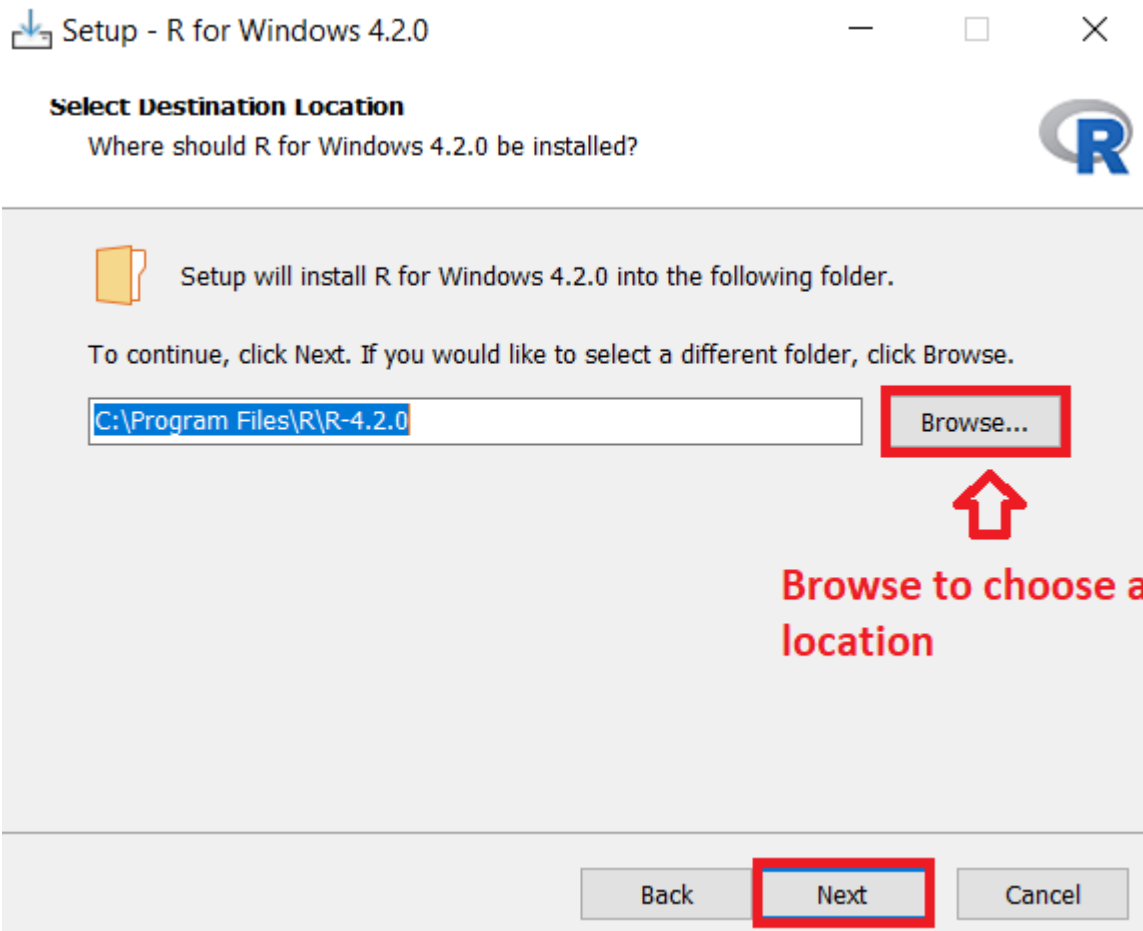 Setup - R for Windows 4.2.0
Select Destination Location
Where should R for Windows 4.2.0 be installed?
R
Setup will install R for Windows 4.2.0 into the following folder.
To continue, click Next. If you would like to select a different folder, click Browse.
C:\Program Files\R\R-4.2.0
Browse...
Browse to choose a
location
Back
Next
Cancel